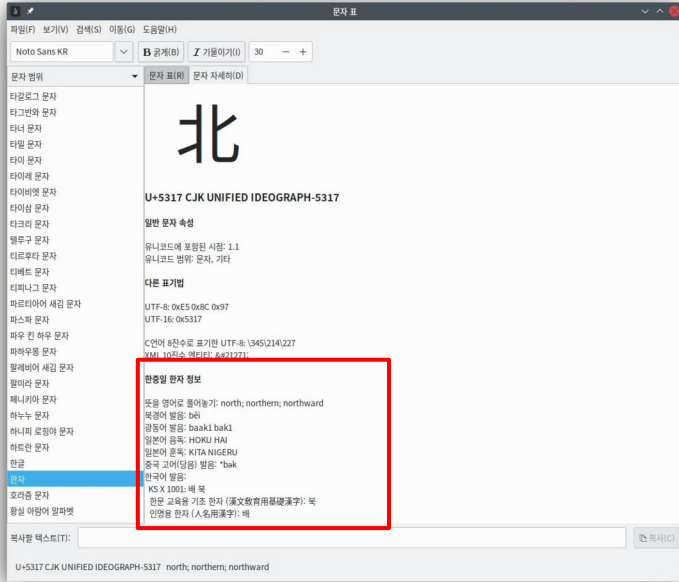 문자 표
파일(F) 보기(V) 검색(S) 이동(G) 도움말(H)
Noto Sans KR
B 굵게(B)
I 기울이기(I)
30 － +
문자 범위
문자 표(R) 문자 자세히(D)
타갈로그 문자
타그반와 문자
타너 문자
타밀 문자
타이 문자
타이레 문자
타이비엣 문자
타이삼 문자
타크리 문자
텔루구 문자
티르후타 문자
티베트 문자
티피나그 문자
파르티아어 새김 문자
파스파 문자
파우 친 하우 문자
파하우몽 문자
팔레비어 새김 문자
팔미라 문자
페니키아 문자
하누누 문자
하니피 로힝야 문자
하트란 문자
한글
한자
호라즘 문자
황실 아람어 알파벳
北
U+5317 CJK UNIFIED IDEOGRAPH-5317
일반 문자 속성
유니코드에 포함된 시점: 1.1
유니코드 범위: 문자, 기타
다른 표기법
UTF-8: 0xE5 0x8C 0x97
UTF-16: 0x5317
C언어 8진수로 표기한 UTF-8: \345\214\227
XML 10진수 엔티티: &#21271;
한중일 한자 정보
뜻을 영어로 풀어놓기: north; northern; northward
북경어 발음: běi
광동어 발음: baak1 bak1
일본어 음독: HOKU HAI
일본어 훈독: KITA NIGERU
중국 고어(당음) 발음: *bək
한국어 발음:
KS X 1001: 배 북
한문 교육용 기초 한자 (漢文敎育用基礎漢字): 북
인명용 한자 (人名用漢字): 배
복사할 텍스트(T):
복사(C)
U+5317 CJK UNIFIED IDEOGRAPH-5317 north; northern; northward